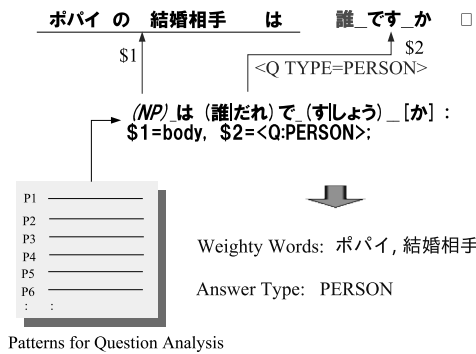 ポパイ の 結婚相手 は 誰_です_か □
$1
$2
<Q TYPE=PERSON>
(NP)_は (誰|だれ) で_(す|しょう)__[か] :
$1=body, $2=<Q:PERSON>;
P1
P2
P3
P4
P5
P6
: :
Weighty Words: ポパイ, 結婚相手
Answer Type: PERSON
Patterns for Question Analysis